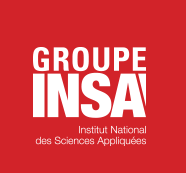 GROUPE
INSA
Institut National
des Sciences Appliquées